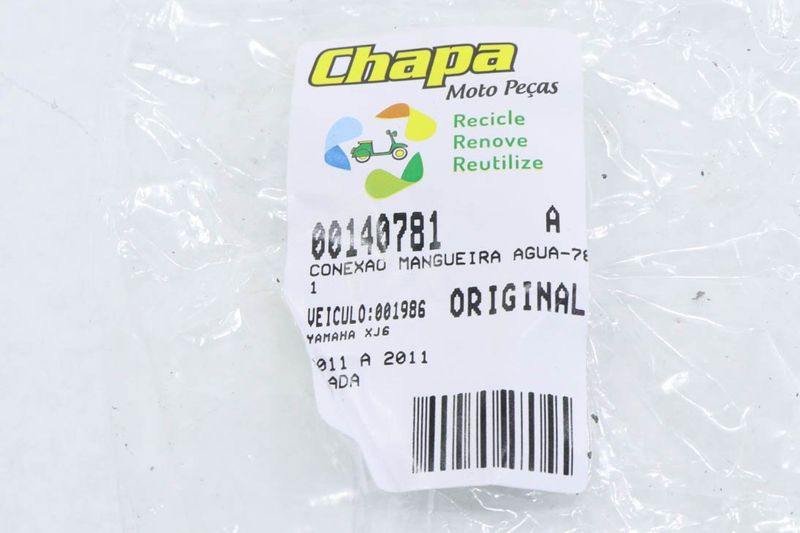 Chapa
Moto Peças
Recicle
Renove
Reutilize
00140781 A
CONEXAO MANGUEIRA AGUA-78
1
VEICULO:001986 ORIGINAL
YAMAHA XJ6
2011 A 2011
ADA